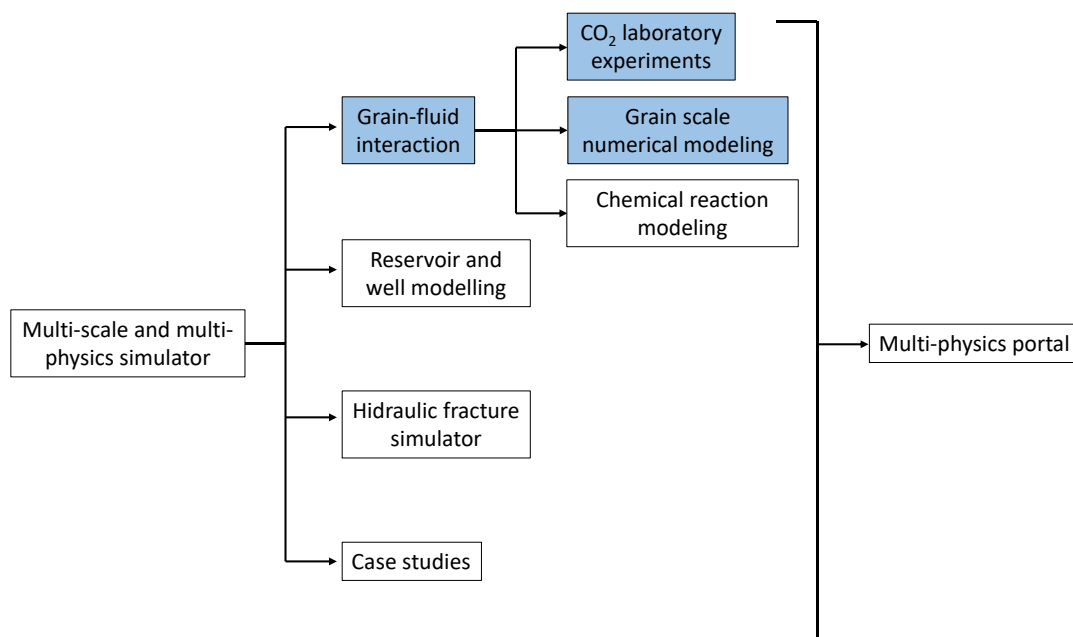 CO₂ laboratory
experiments
Grain-fluid
interaction
Grain scale
numerical modeling
Chemical reaction
modeling
Reservoir and
well modelling
Multi-scale and multi-
physics simulator
Multi-physics portal
Hidraulic fracture
simulator
Case studies